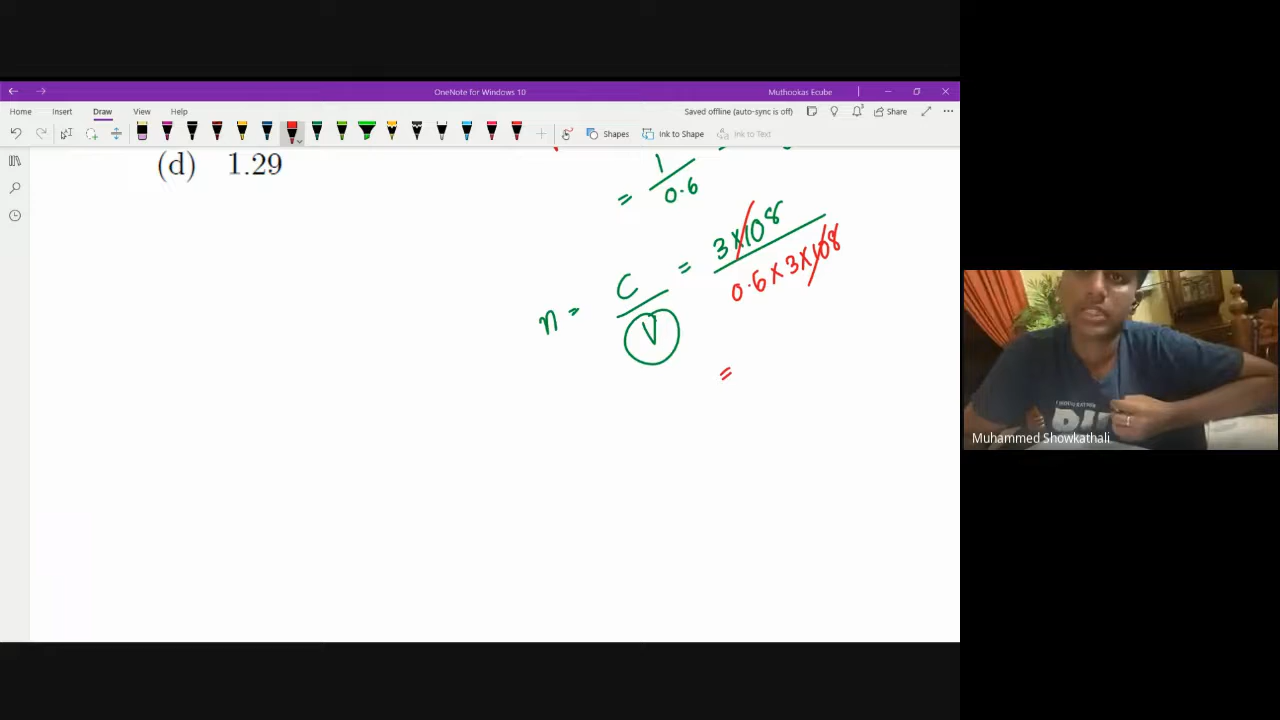 OneNote for Windows 10
Muthookas Ecube
Home Insert Draw View Help
Saved offline (auto-sync is off)
Share
Shapes
Ink to Shape
Ink to Text
(d) 1.29
= 1/0.6
n = C/V = 3×10⁸/0.6×3×10⁸
=
Muhammed Showkathali